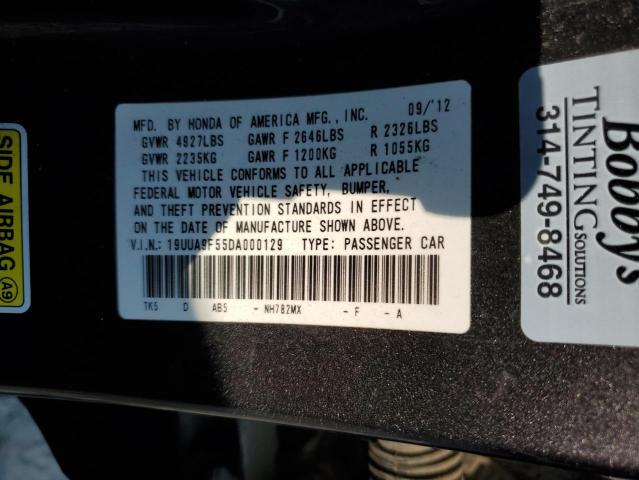 MFD. BY HONDA OF AMERICA MFG., INC. 09/'12
GVWR 4927LBS GAWR F 2646LBS R 2326LBS
GVWR 2235KG GAWR F 1200KG R 1055KG
THIS VEHICLE CONFORMS TO ALL APPLICABLE
FEDERAL MOTOR VEHICLE SAFETY, BUMPER,
AND THEFT PREVENTION STANDARDS IN EFFECT
ON THE DATE OF MANUFACTURE SHOWN ABOVE.
V.I.N.: 19UUA9F55DA000129 TYPE: PASSENGER CAR
TK5 D AB5 - NH782MX - F - A
SIDE AIRBAG A9
Bobbys
TINTING SOLUTIONS
314-749-8468